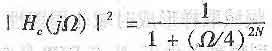 | H_c(jΩ) |² = 1 / (1 + (Ω/4)^{2N})